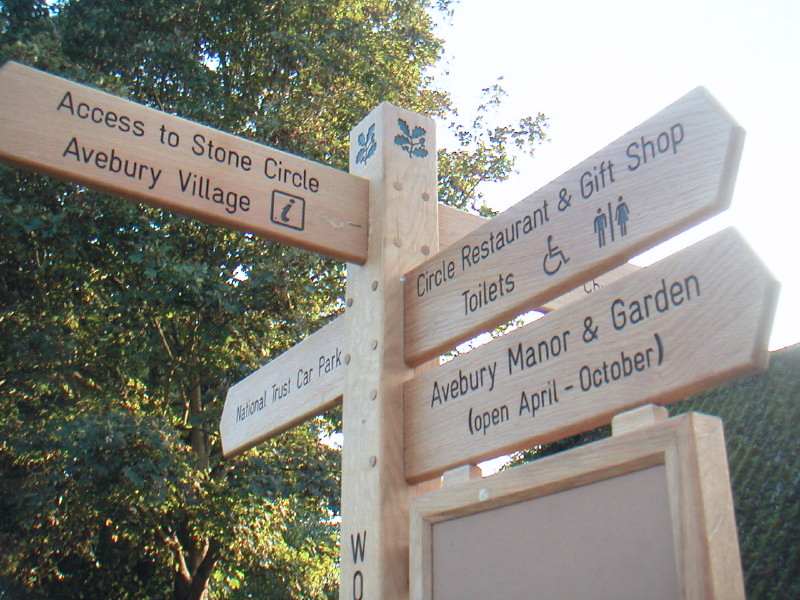 Access to Stone Circle
Avebury Village i
Circle Restaurant & Gift Shop
Toilets
Avebury Manor & Garden
(open April - October)
National Trust Car Park
W
O